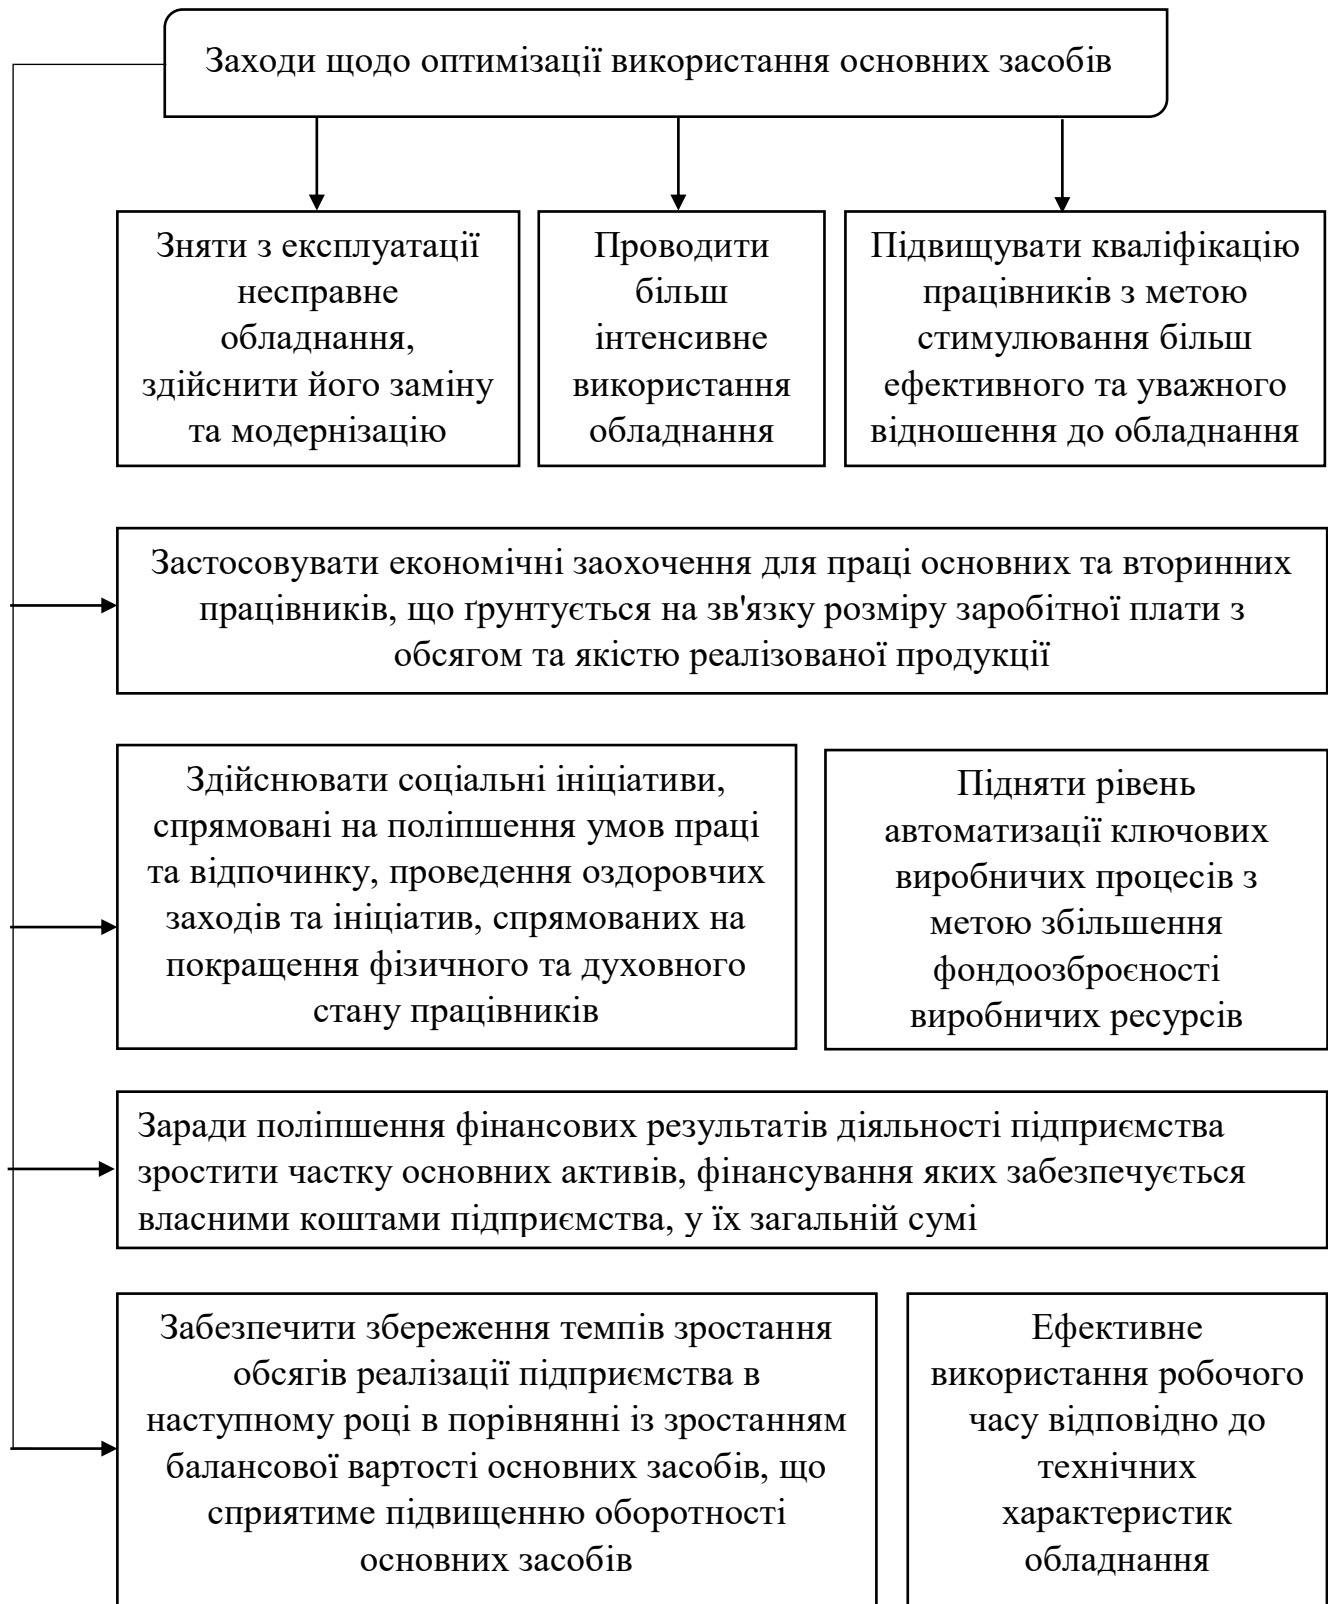 Заходи щодо оптимізації використання основних засобів
Зняти з експлуатації
несправне
обладнання,
здійснити його заміну
та модернізацію
Проводити
більш
інтенсивне
використання
обладнання
Підвищувати кваліфікацію
працівників з метою
стимулювання більш
ефективного та уважного
відношення до обладнання
Застосовувати економічні заохочення для праці основних та вторинних
працівників, що ґрунтується на зв'язку розміру заробітної плати з
обсягом та якістю реалізованої продукції
Здійснювати соціальні ініціативи,
спрямовані на поліпшення умов праці
та відпочинку, проведення оздоровчих
заходів та ініціатив, спрямованих на
покращення фізичного та духовного
стану працівників
Підняти рівень
автоматизації ключових
виробничих процесів з
метою збільшення
фондоозброєності
виробничих ресурсів
Заради поліпшення фінансових результатів діяльності підприємства
зростити частку основних активів, фінансування яких забезпечується
власними коштами підприємства, у їх загальній сумі
Забезпечити збереження темпів зростання
обсягів реалізації підприємства в
наступному році в порівнянні із зростанням
балансової вартості основних засобів, що
сприятиме підвищенню оборотності
основних засобів
Ефективне
використання робочого
часу відповідно до
технічних
характеристик
обладнання